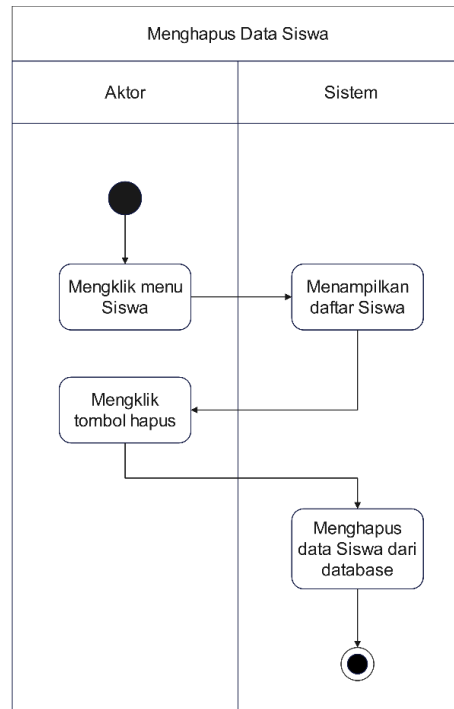 Menghapus Data Siswa
Aktor
Sistem
Mengklik menu
Siswa
Menampilkan
daftar Siswa
Mengklik
tombol hapus
Menghapus
data Siswa dari
database